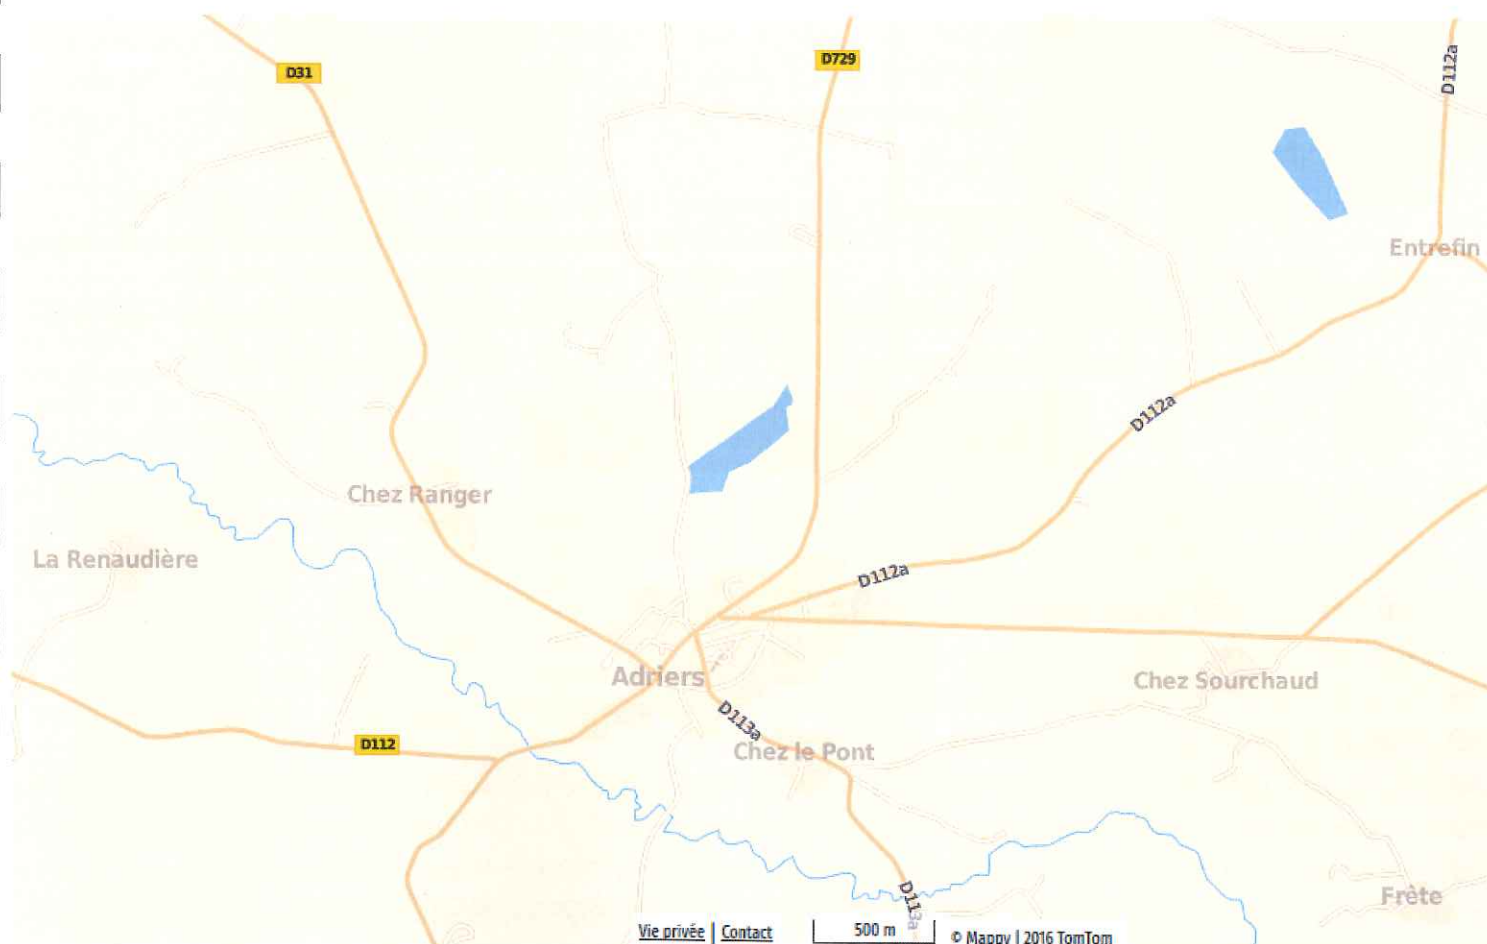 D31
D729
D112a
Entrefin
D112a
Chez Ranger
La Renaudière
D112a
Adriers
Chez Sourchaud
D113a
D112
Chez le Pont
D113a
Frète
Vie privée | Contact
500 m
© Mappy | 2016 TomTom